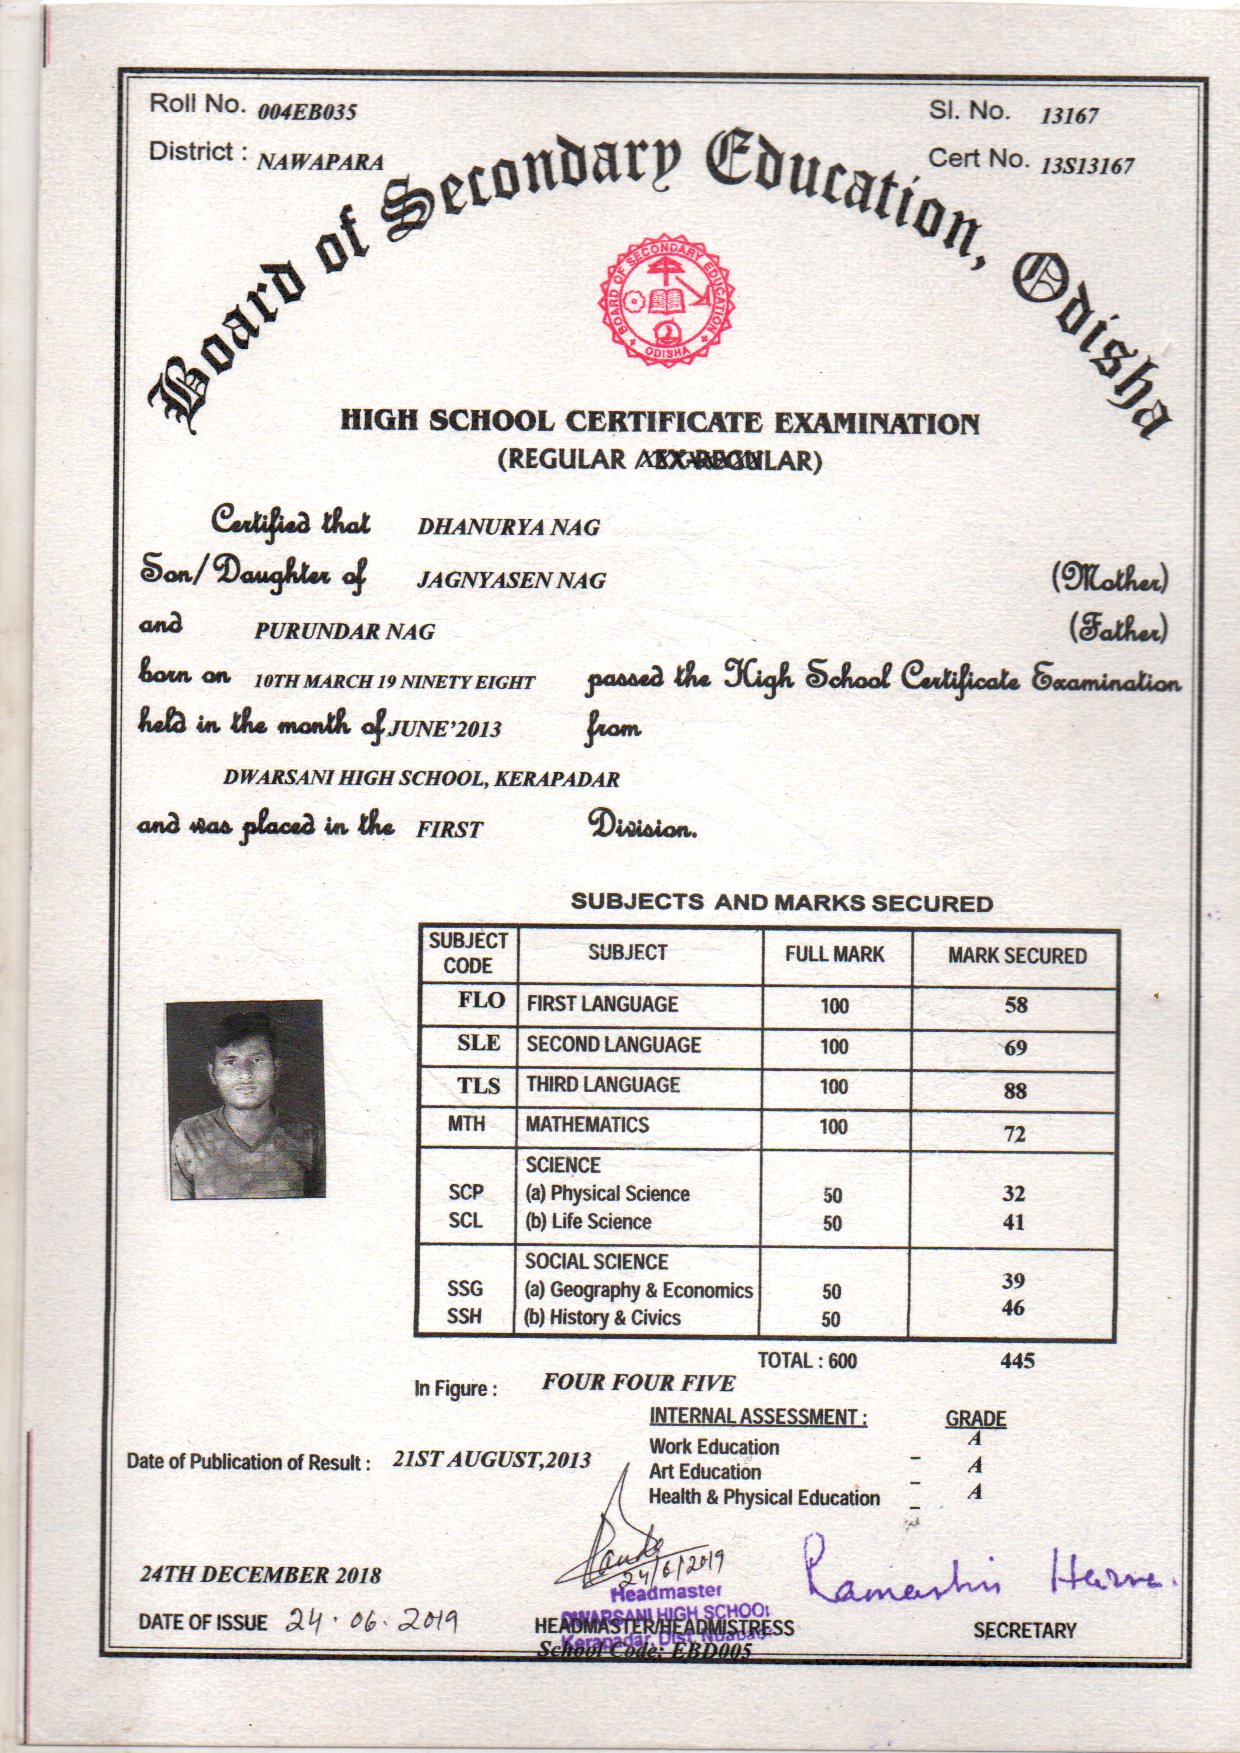 Roll No. 004EB035
Sl. No. 13167
District : NAWAPARA
Cert No. 13S13167
Board of Secondary Education, Odisha
BOARD OF SECONDARY EDUCATION
ODISHA
HIGH SCHOOL CERTIFICATE EXAMINATION
(REGULAR / EX-REGULAR)
Certified that DHANURYA NAG
Son/Daughter of JAGNYASEN NAG (Mother)
and PURUNDAR NAG (Father)
born on 10TH MARCH 19 NINETY EIGHT passed the High School Certificate Examination
held in the month of JUNE'2013 from
DWARSANI HIGH SCHOOL, KERAPADAR
and was placed in the FIRST Division.
SUBJECTS AND MARKS SECURED
SUBJECT CODE SUBJECT FULL MARK MARK SECURED
FLO FIRST LANGUAGE 100 58
SLE SECOND LANGUAGE 100 69
TLS THIRD LANGUAGE 100 88
MTH MATHEMATICS 100 72
SCIENCE
SCP (a) Physical Science 50 32
SCL (b) Life Science 50 41
SOCIAL SCIENCE
SSG (a) Geography & Economics 50 39
SSH (b) History & Civics 50 46
TOTAL : 600 445
In Figure : FOUR FOUR FIVE
INTERNAL ASSESSMENT : GRADE
Work Education - A
Art Education - A
Health & Physical Education - A
Date of Publication of Result : 21ST AUGUST,2013
24/6/2019
24TH DECEMBER 2018
Headmaster
DWARSANI HIGH SCHOOL
Kerapadar, Dist. Nuapada
DATE OF ISSUE 24.06.2019
HEADMASTER/HEADMISTRESS
SECRETARY
School Code: EBD005